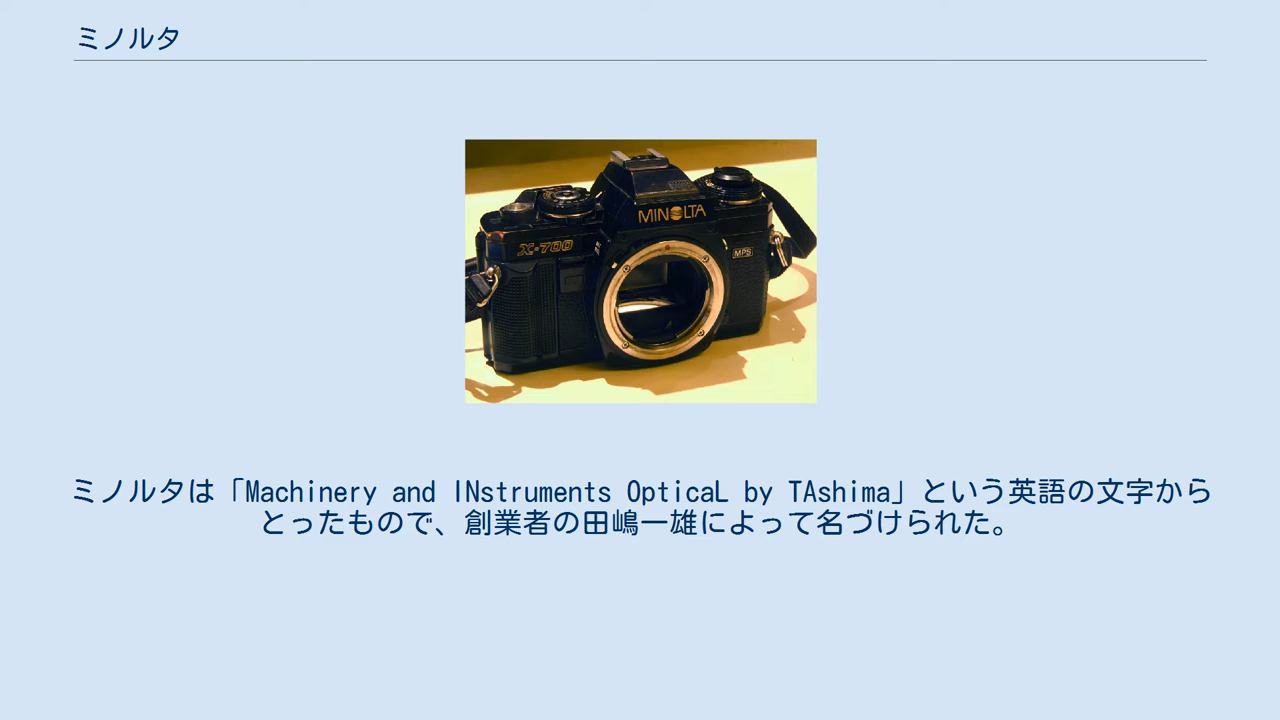 ミノルタ
MINOLTA
X-700
MPS
ミノルタは「Machinery and INstruments OpticaL by TAshima」という英語の文字から
とったもので、創業者の田嶋一雄によって名づけられた。